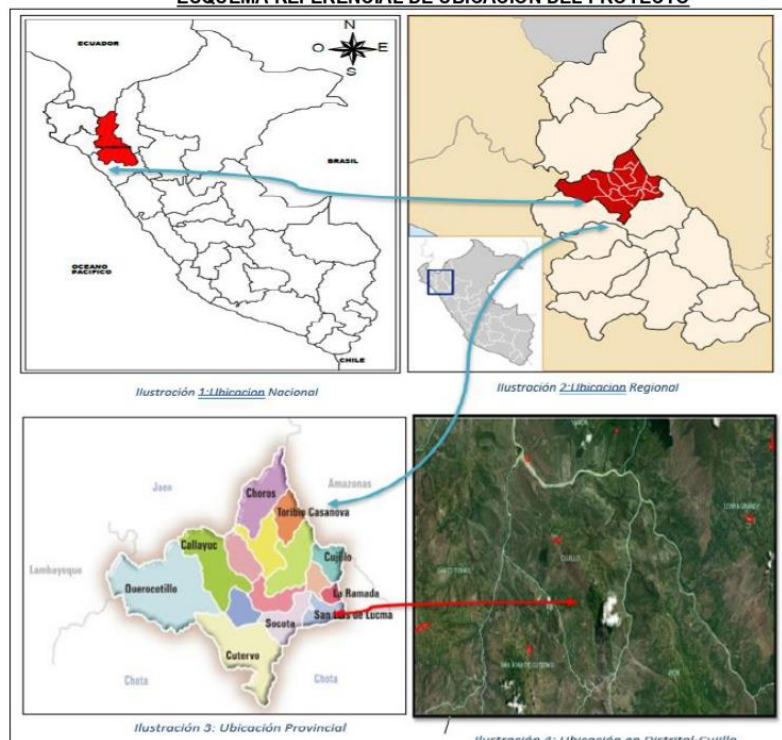 ESQUEMA REFERENCIAL DE UBICACIÓN DEL PROYECTO
ECUADOR
N
O E
S
BRASIL
OCEANO
PACIFICO
CHILE
Ilustración 1:Ubicacion Nacional
Ilustración 2:Ubicacion Regional
Jaen
Amazonas
Choros
Toribio Casanova
Callayuc
Cujillo
Lambayeque
Querocotillo
La Ramada
San Luis de Lucma
Socota
Cutervo
Chota
Chota
CUJILLO
Ilustración 3: Ubicación Provincial
Ilustración 4: Ubicación en Distrital-Cujillo